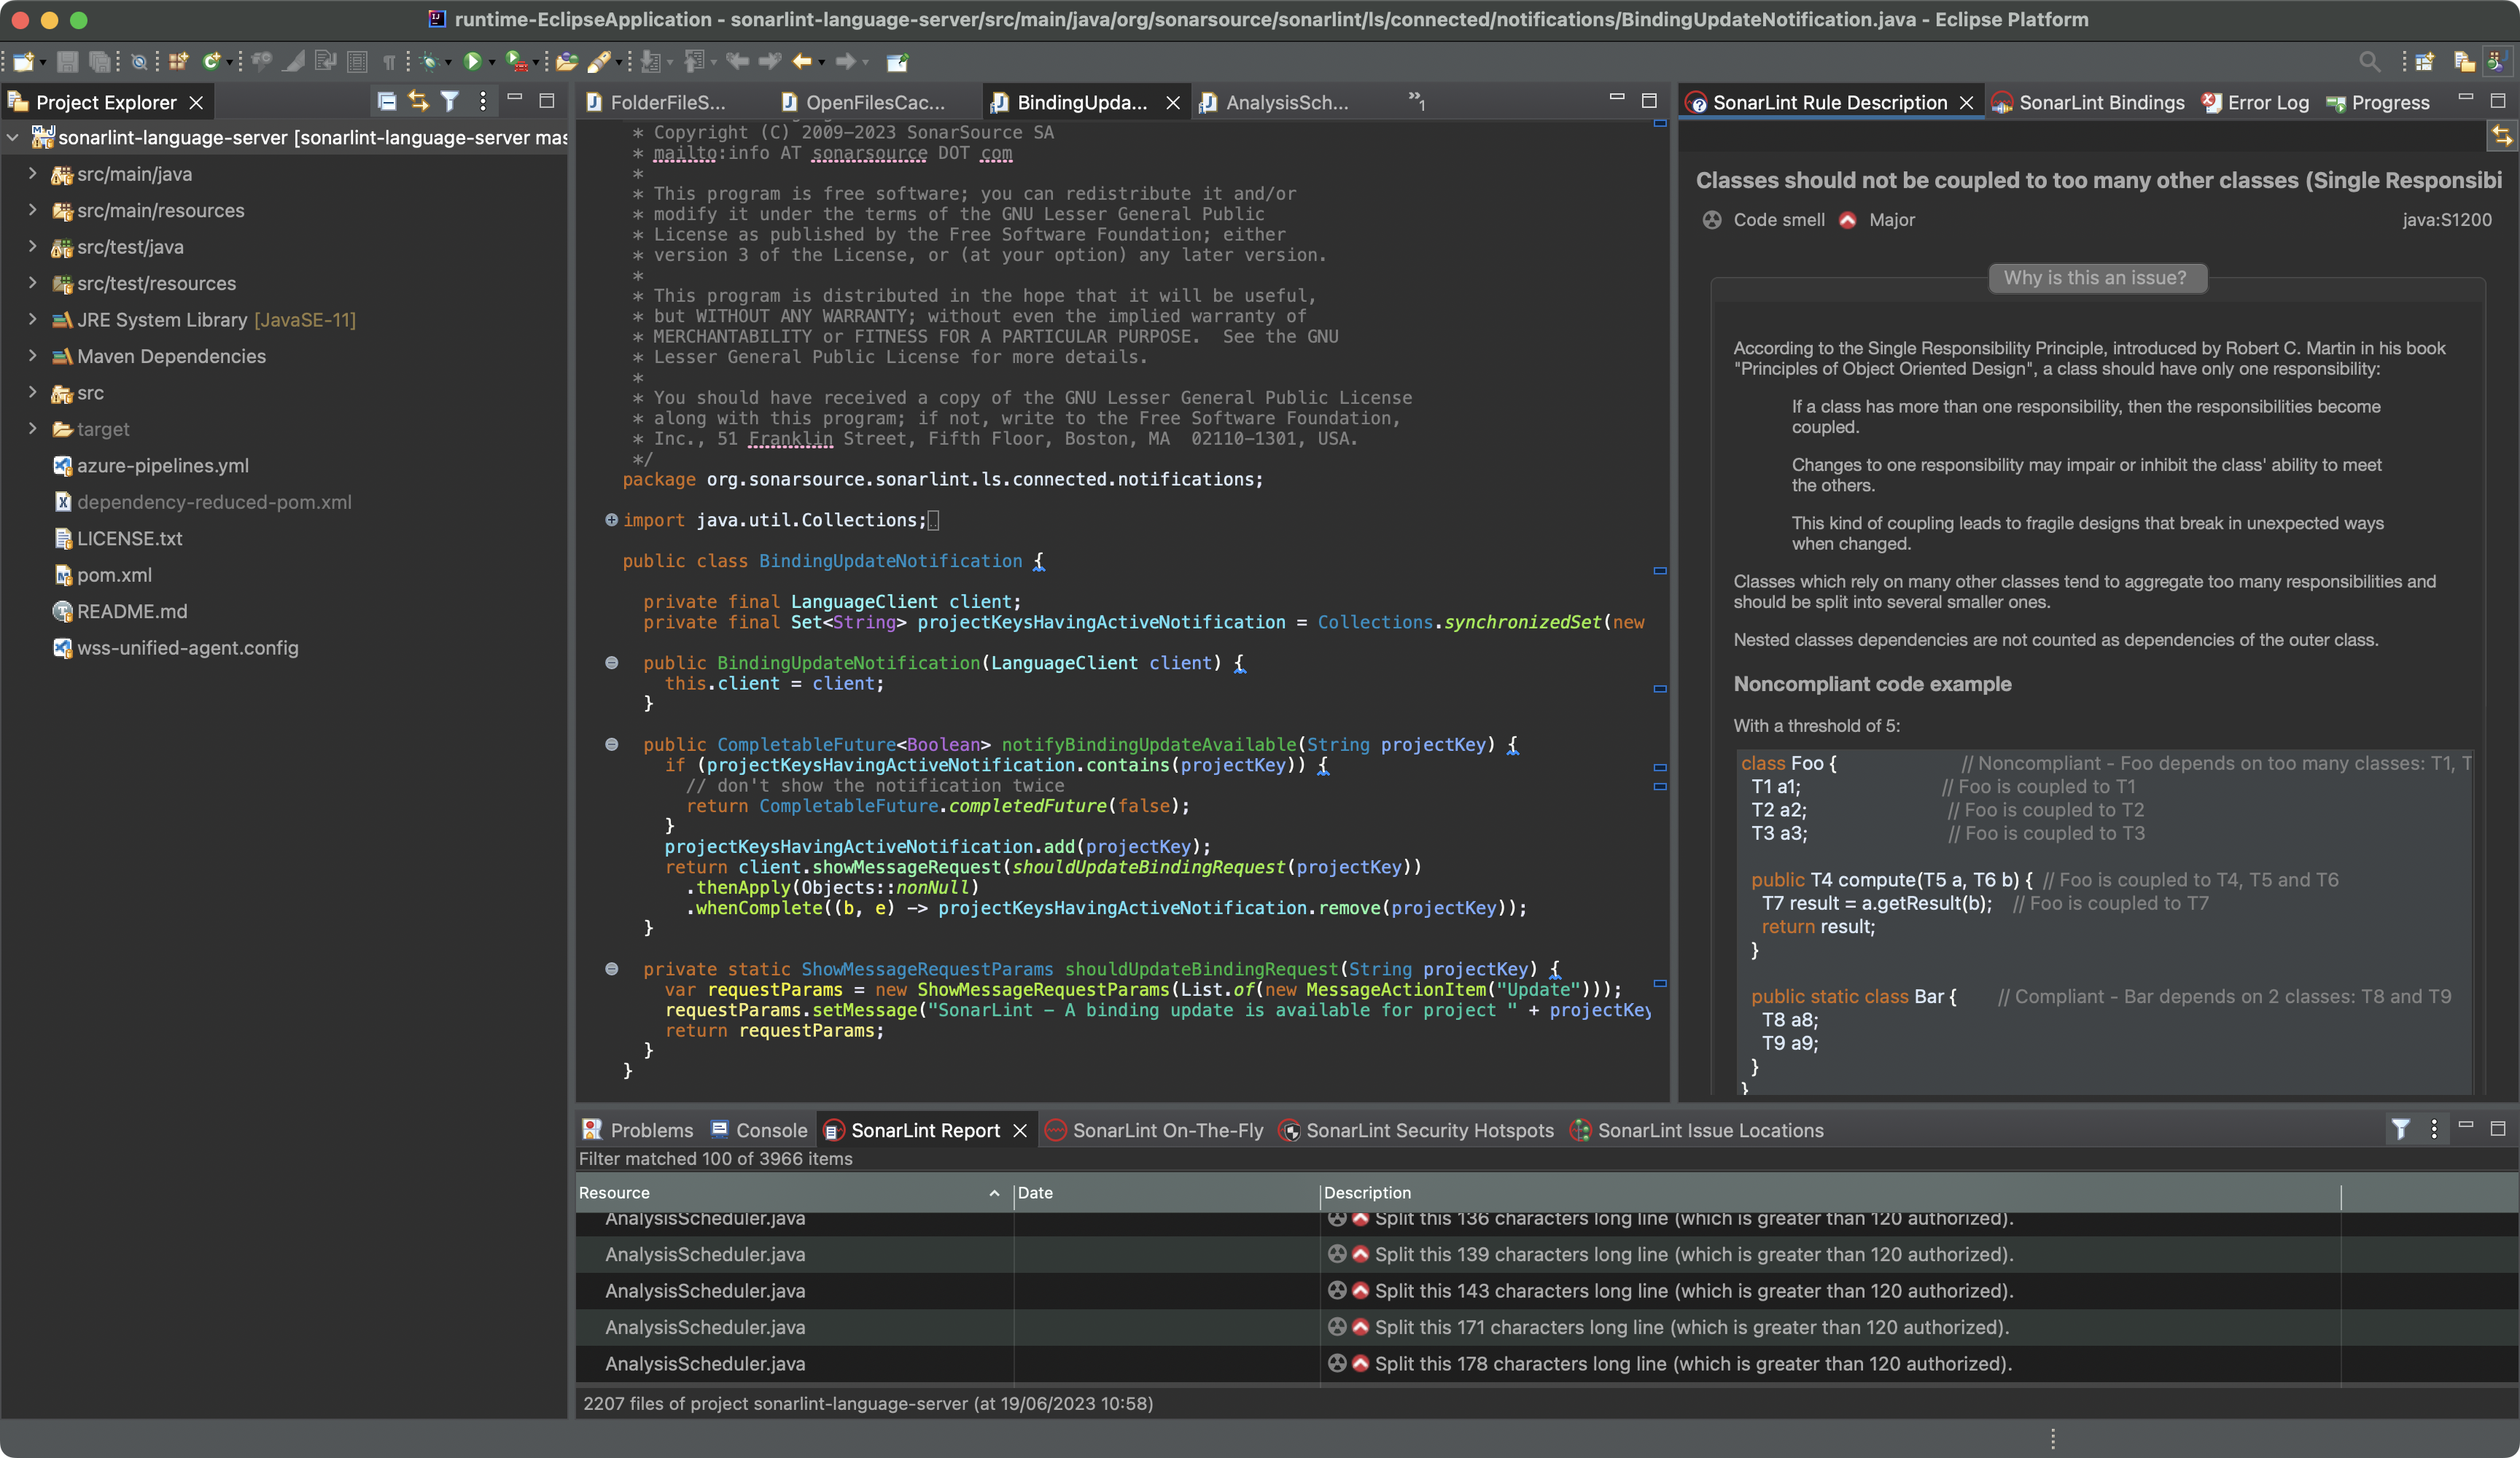 runtime-EclipseApplication - sonarlint-language-server/src/main/java/org/sonarsource/sonarlint/ls/connected/notifications/BindingUpdateNotification.java - Eclipse Platform
Project Explorer
sonarlint-language-server [sonarlint-language-server mas
src/main/java
src/main/resources
src/test/java
src/test/resources
JRE System Library [JavaSE-11]
Maven Dependencies
src
target
azure-pipelines.yml
dependency-reduced-pom.xml
LICENSE.txt
pom.xml
README.md
wss-unified-agent.config
FolderFileS...
OpenFilesCac...
BindingUpda...
AnalysisSch...
»1
* Copyright (C) 2009-2023 SonarSource SA
* mailto:info AT sonarsource DOT com
*
* This program is free software; you can redistribute it and/or
* modify it under the terms of the GNU Lesser General Public
* License as published by the Free Software Foundation; either
* version 3 of the License, or (at your option) any later version.
*
* This program is distributed in the hope that it will be useful,
* but WITHOUT ANY WARRANTY; without even the implied warranty of
* MERCHANTABILITY or FITNESS FOR A PARTICULAR PURPOSE.  See the GNU
* Lesser General Public License for more details.
*
* You should have received a copy of the GNU Lesser General Public License
* along with this program; if not, write to the Free Software Foundation,
* Inc., 51 Franklin Street, Fifth Floor, Boston, MA  02110-1301, USA.
*/
package org.sonarsource.sonarlint.ls.connected.notifications;
import java.util.Collections;
public class BindingUpdateNotification {
private final LanguageClient client;
private final Set<String> projectKeysHavingActiveNotification = Collections.synchronizedSet(new
public BindingUpdateNotification(LanguageClient client) {
this.client = client;
}
public CompletableFuture<Boolean> notifyBindingUpdateAvailable(String projectKey) {
if (projectKeysHavingActiveNotification.contains(projectKey)) {
// don't show the notification twice
return CompletableFuture.completedFuture(false);
}
projectKeysHavingActiveNotification.add(projectKey);
return client.showMessageRequest(shouldUpdateBindingRequest(projectKey))
.thenApply(Objects::nonNull)
.whenComplete((b, e) -> projectKeysHavingActiveNotification.remove(projectKey));
}
private static ShowMessageRequestParams shouldUpdateBindingRequest(String projectKey) {
var requestParams = new ShowMessageRequestParams(List.of(new MessageActionItem("Update")));
requestParams.setMessage("SonarLint - A binding update is available for project " + projectKey
return requestParams;
}
}
SonarLint Rule Description
SonarLint Bindings
Error Log
Progress
Classes should not be coupled to too many other classes (Single Responsibi
Code smell Major java:S1200
Why is this an issue?
According to the Single Responsibility Principle, introduced by Robert C. Martin in his book
"Principles of Object Oriented Design", a class should have only one responsibility:
If a class has more than one responsibility, then the responsibilities become
coupled.
Changes to one responsibility may impair or inhibit the class' ability to meet
the others.
This kind of coupling leads to fragile designs that break in unexpected ways
when changed.
Classes which rely on many other classes tend to aggregate too many responsibilities and
should be split into several smaller ones.
Nested classes dependencies are not counted as dependencies of the outer class.
Noncompliant code example
With a threshold of 5:
class Foo { // Noncompliant - Foo depends on too many classes: T1, T
T1 a1; // Foo is coupled to T1
T2 a2; // Foo is coupled to T2
T3 a3; // Foo is coupled to T3
public T4 compute(T5 a, T6 b) { // Foo is coupled to T4, T5 and T6
T7 result = a.getResult(b); // Foo is coupled to T7
return result;
}
public static class Bar { // Compliant - Bar depends on 2 classes: T8 and T9
T8 a8;
T9 a9;
}
}
Problems
Console
SonarLint Report
SonarLint On-The-Fly
SonarLint Security Hotspots
SonarLint Issue Locations
Filter matched 100 of 3966 items
Resource Date Description
AnalysisScheduler.java Split this 136 characters long line (which is greater than 120 authorized).
AnalysisScheduler.java Split this 139 characters long line (which is greater than 120 authorized).
AnalysisScheduler.java Split this 143 characters long line (which is greater than 120 authorized).
AnalysisScheduler.java Split this 171 characters long line (which is greater than 120 authorized).
AnalysisScheduler.java Split this 178 characters long line (which is greater than 120 authorized).
2207 files of project sonarlint-language-server (at 19/06/2023 10:58)